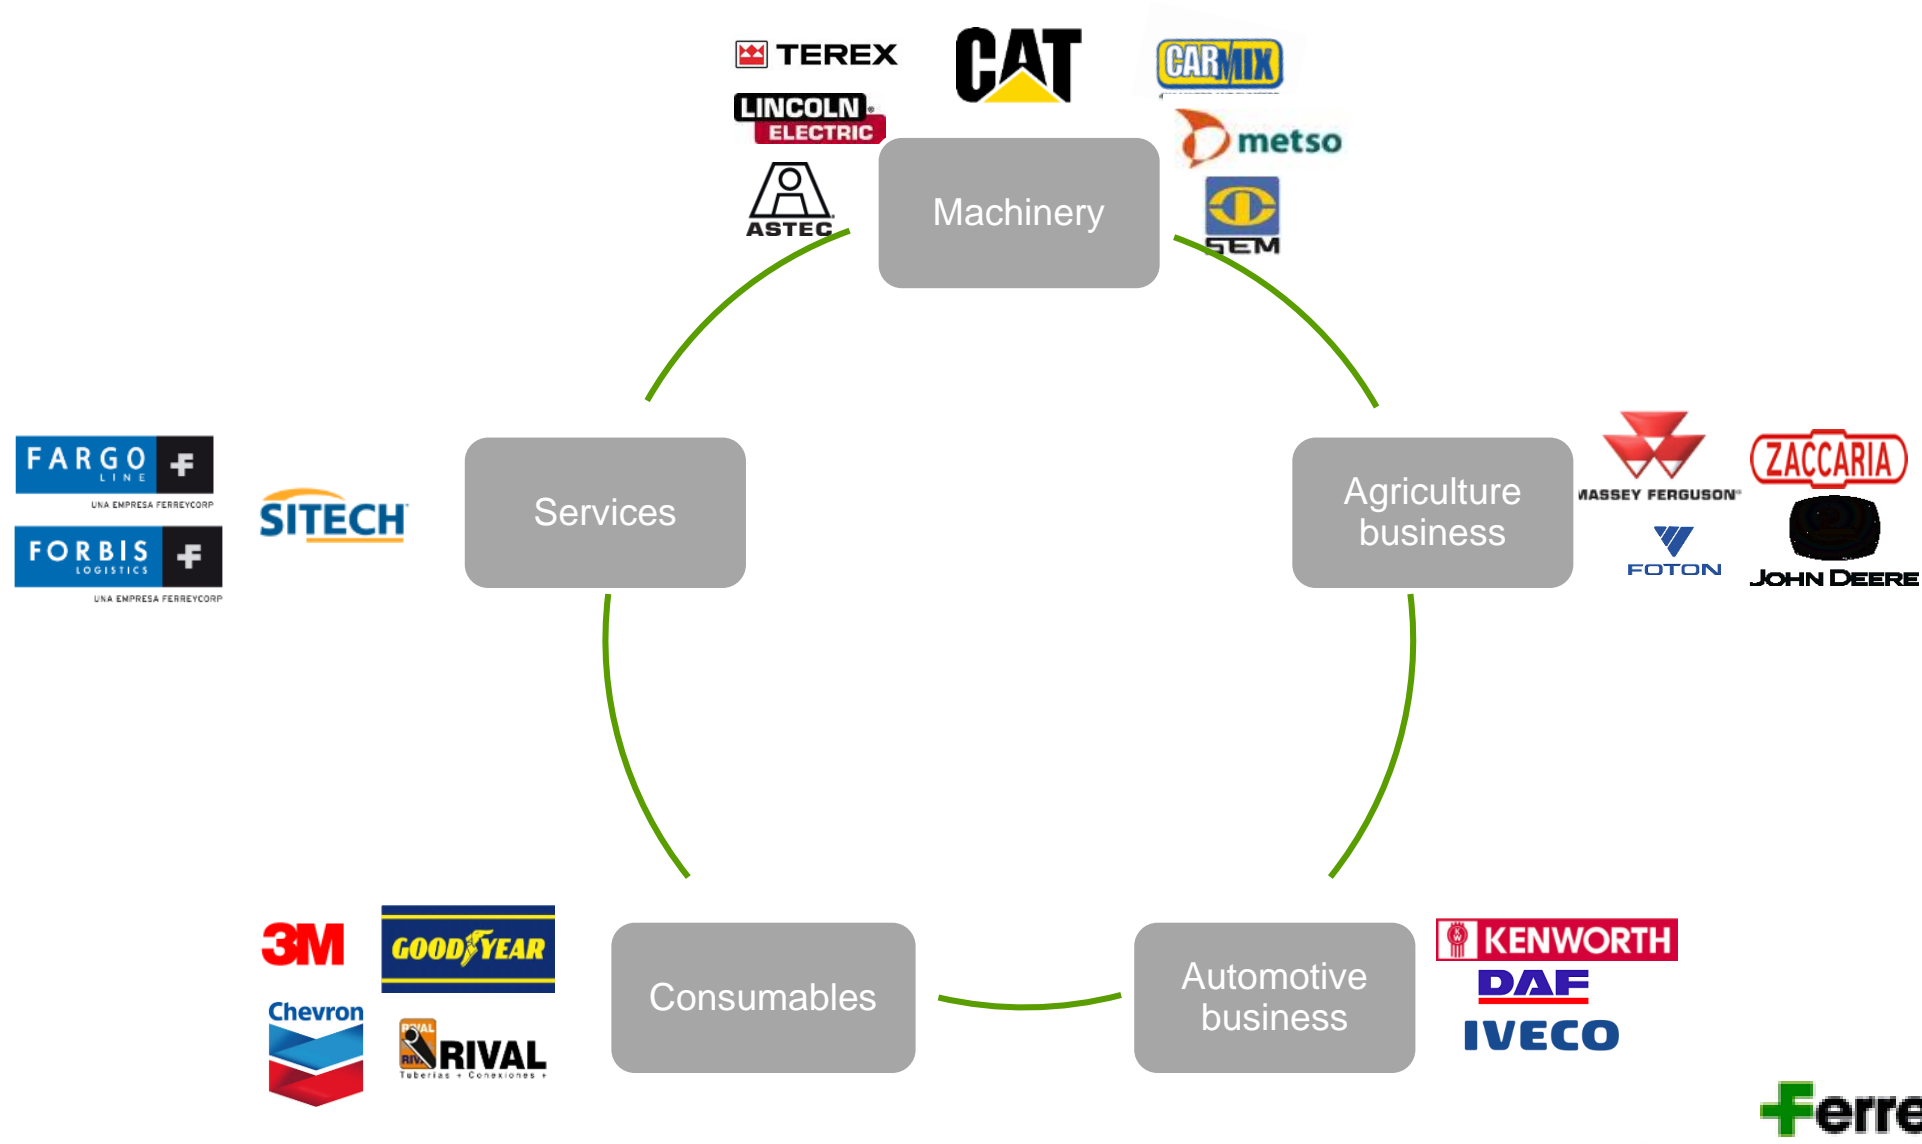 TEREX
CAT
CARMIX
LINCOLN®
ELECTRIC
metso
ASTEC
SEM
Machinery
FARGO
LINE
UNA EMPRESA FERREYCORP
FORBIS
LOGISTICS
UNA EMPRESA FERREYCORP
SITECH
Services
Agriculture
business
MASSEY FERGUSON
ZACCARIA
FOTON
JOHN DEERE
3M
GOODYEAR
Chevron
RIVAL
RIVAL
Tuberías + Conexiones +
Consumables
Automotive
business
KENWORTH
DAF
IVECO
Ferre